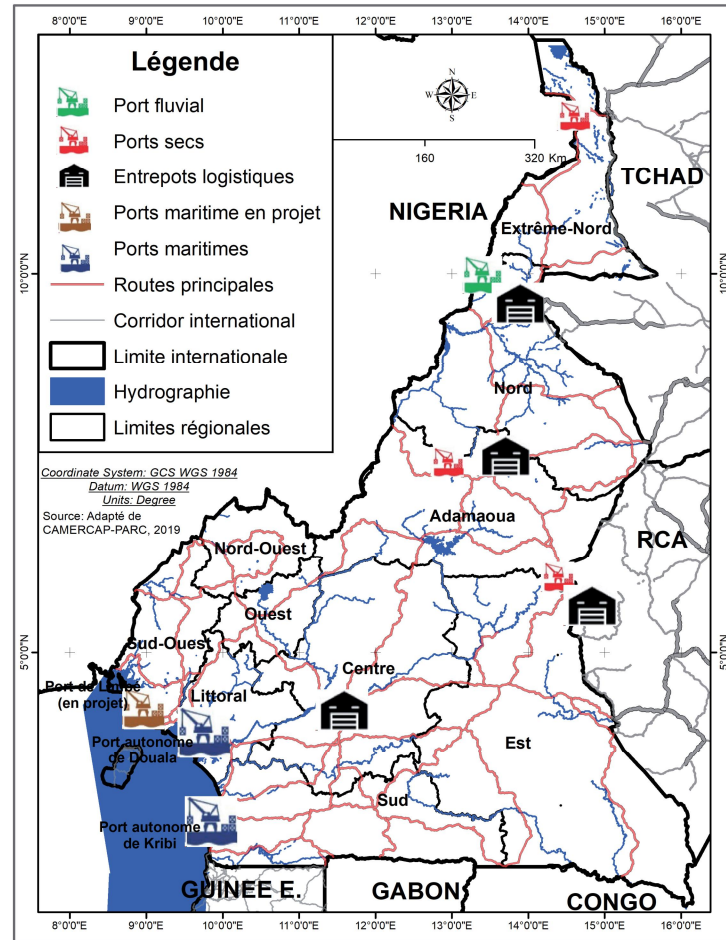 8°0'0"E 9°0'0"E 10°0'0"E 11°0'0"E 12°0'0"E 13°0'0"E 14°0'0"E 15°0'0"E 16°0'0"E
Légende
Port fluvial
Ports secs
Entrepots logistiques
Ports maritime en projet
Ports maritimes
Routes principales
Corridor international
Limite internationale
Hydrographie
Limites régionales
N
W E
S
160 320 Km
TCHAD
NIGERIA
Extrême-Nord
10°0'0"N 10°0'0"N
Nord
Coordinate System: GCS WGS 1984
Datum: WGS 1984
Units: Degree
Source: Adapté de
CAMERCAP-PARC, 2019
Adamaoua
RCA
Nord-Ouest
Ouest
Sud-Ouest
5°0'0"N 5°0'0"N
Centre
Littoral
Port de Limbé
(en projet)
Port autonome
de Douala
Est
Sud
Port autonome
de Kribi
GUINEE E.
GABON
CONGO
8°0'0"E 9°0'0"E 10°0'0"E 11°0'0"E 12°0'0"E 13°0'0"E 14°0'0"E 15°0'0"E 16°0'0"E